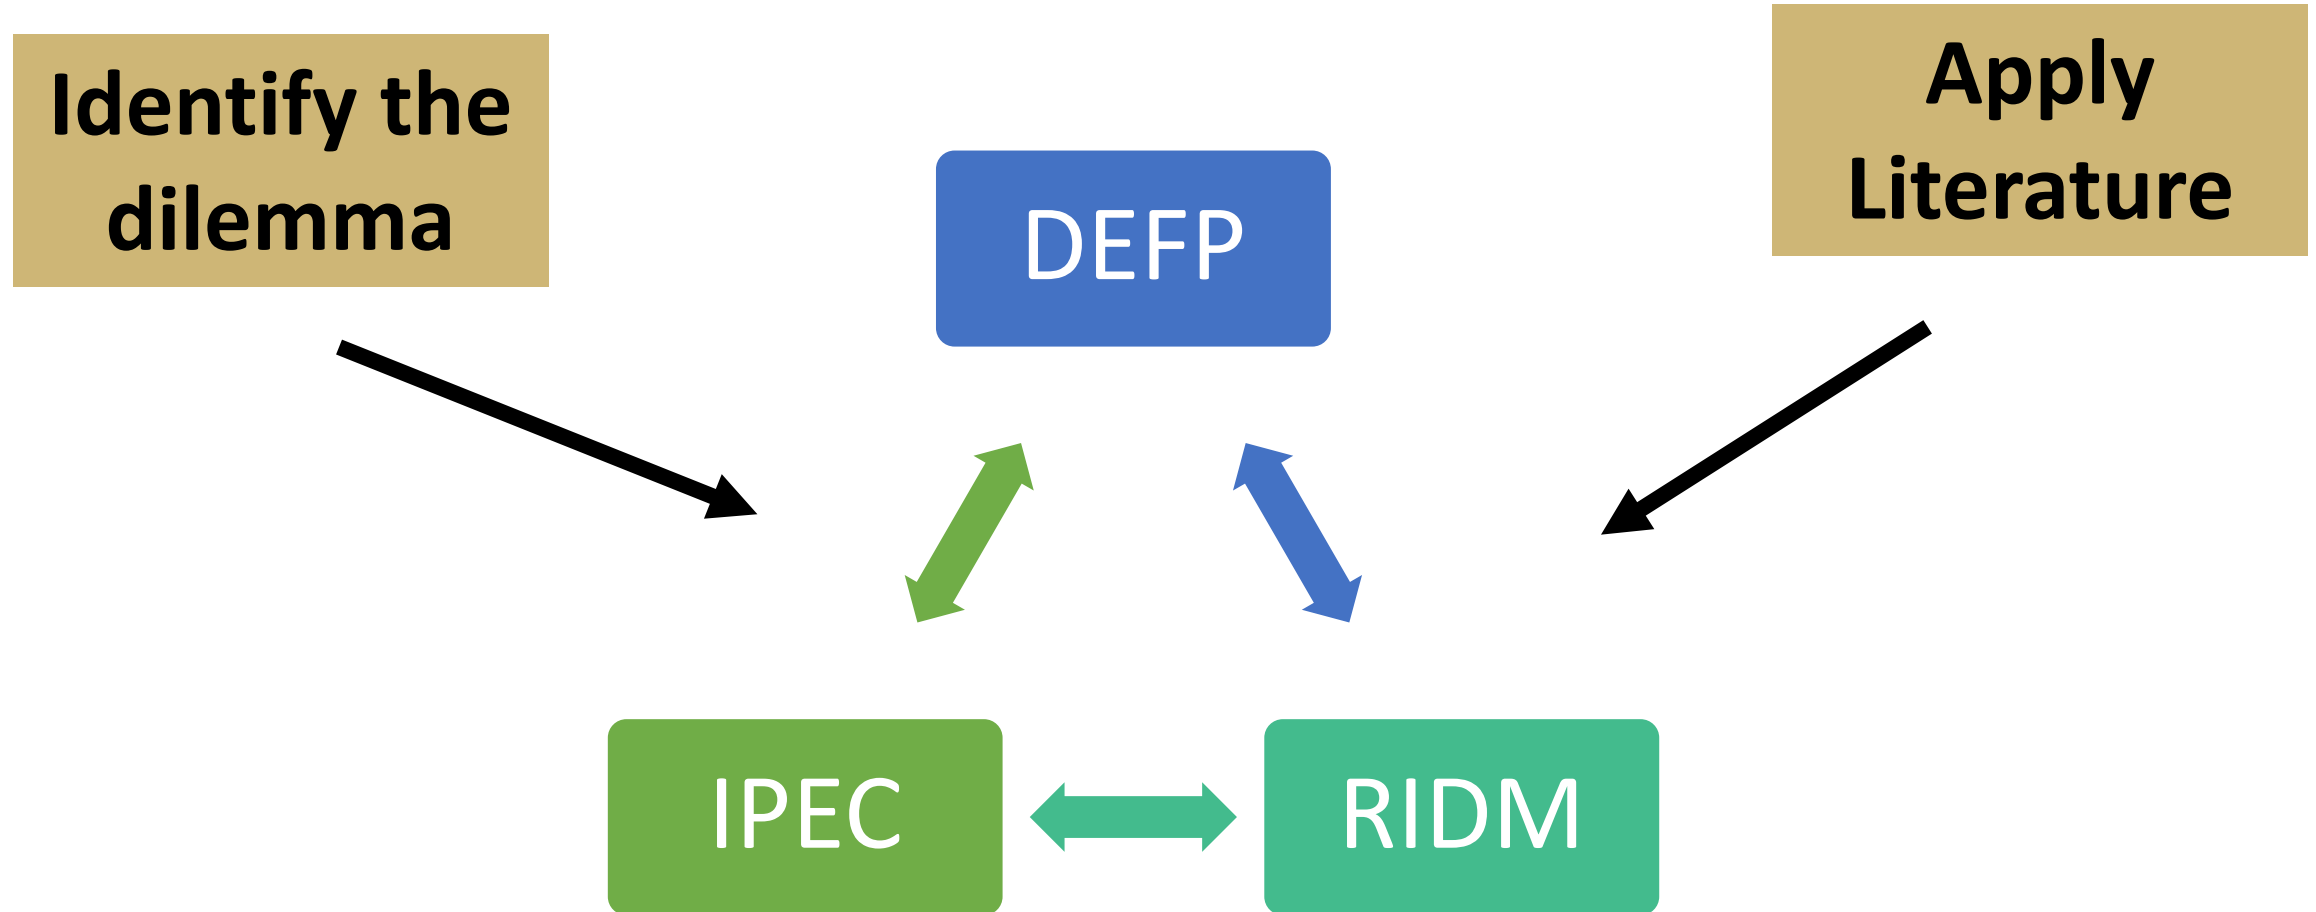 Identify the
dilemma
Apply
Literature
DEFP
IPEC
RIDM